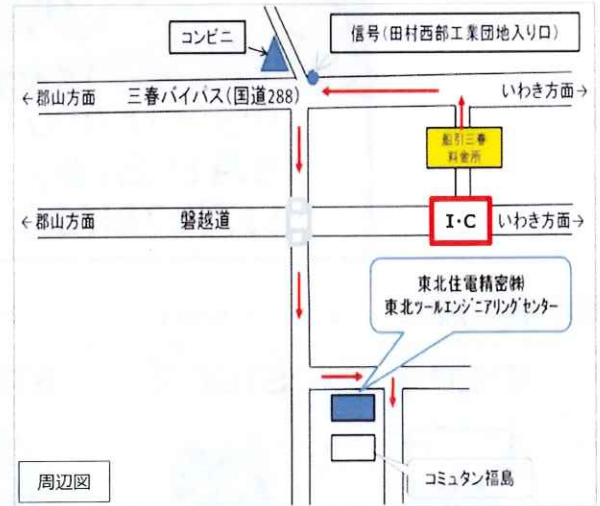 コンビニ
信号(田村西部工業団地入り口)
←郡山方面
三春バイパス(国道288)
いわき方面→
船引三春
料金所
←郡山方面
磐越道
I・C
いわき方面→
東北住電精密㈱
東北ツールエンジニアリングセンター
コミュタン福島
周辺図